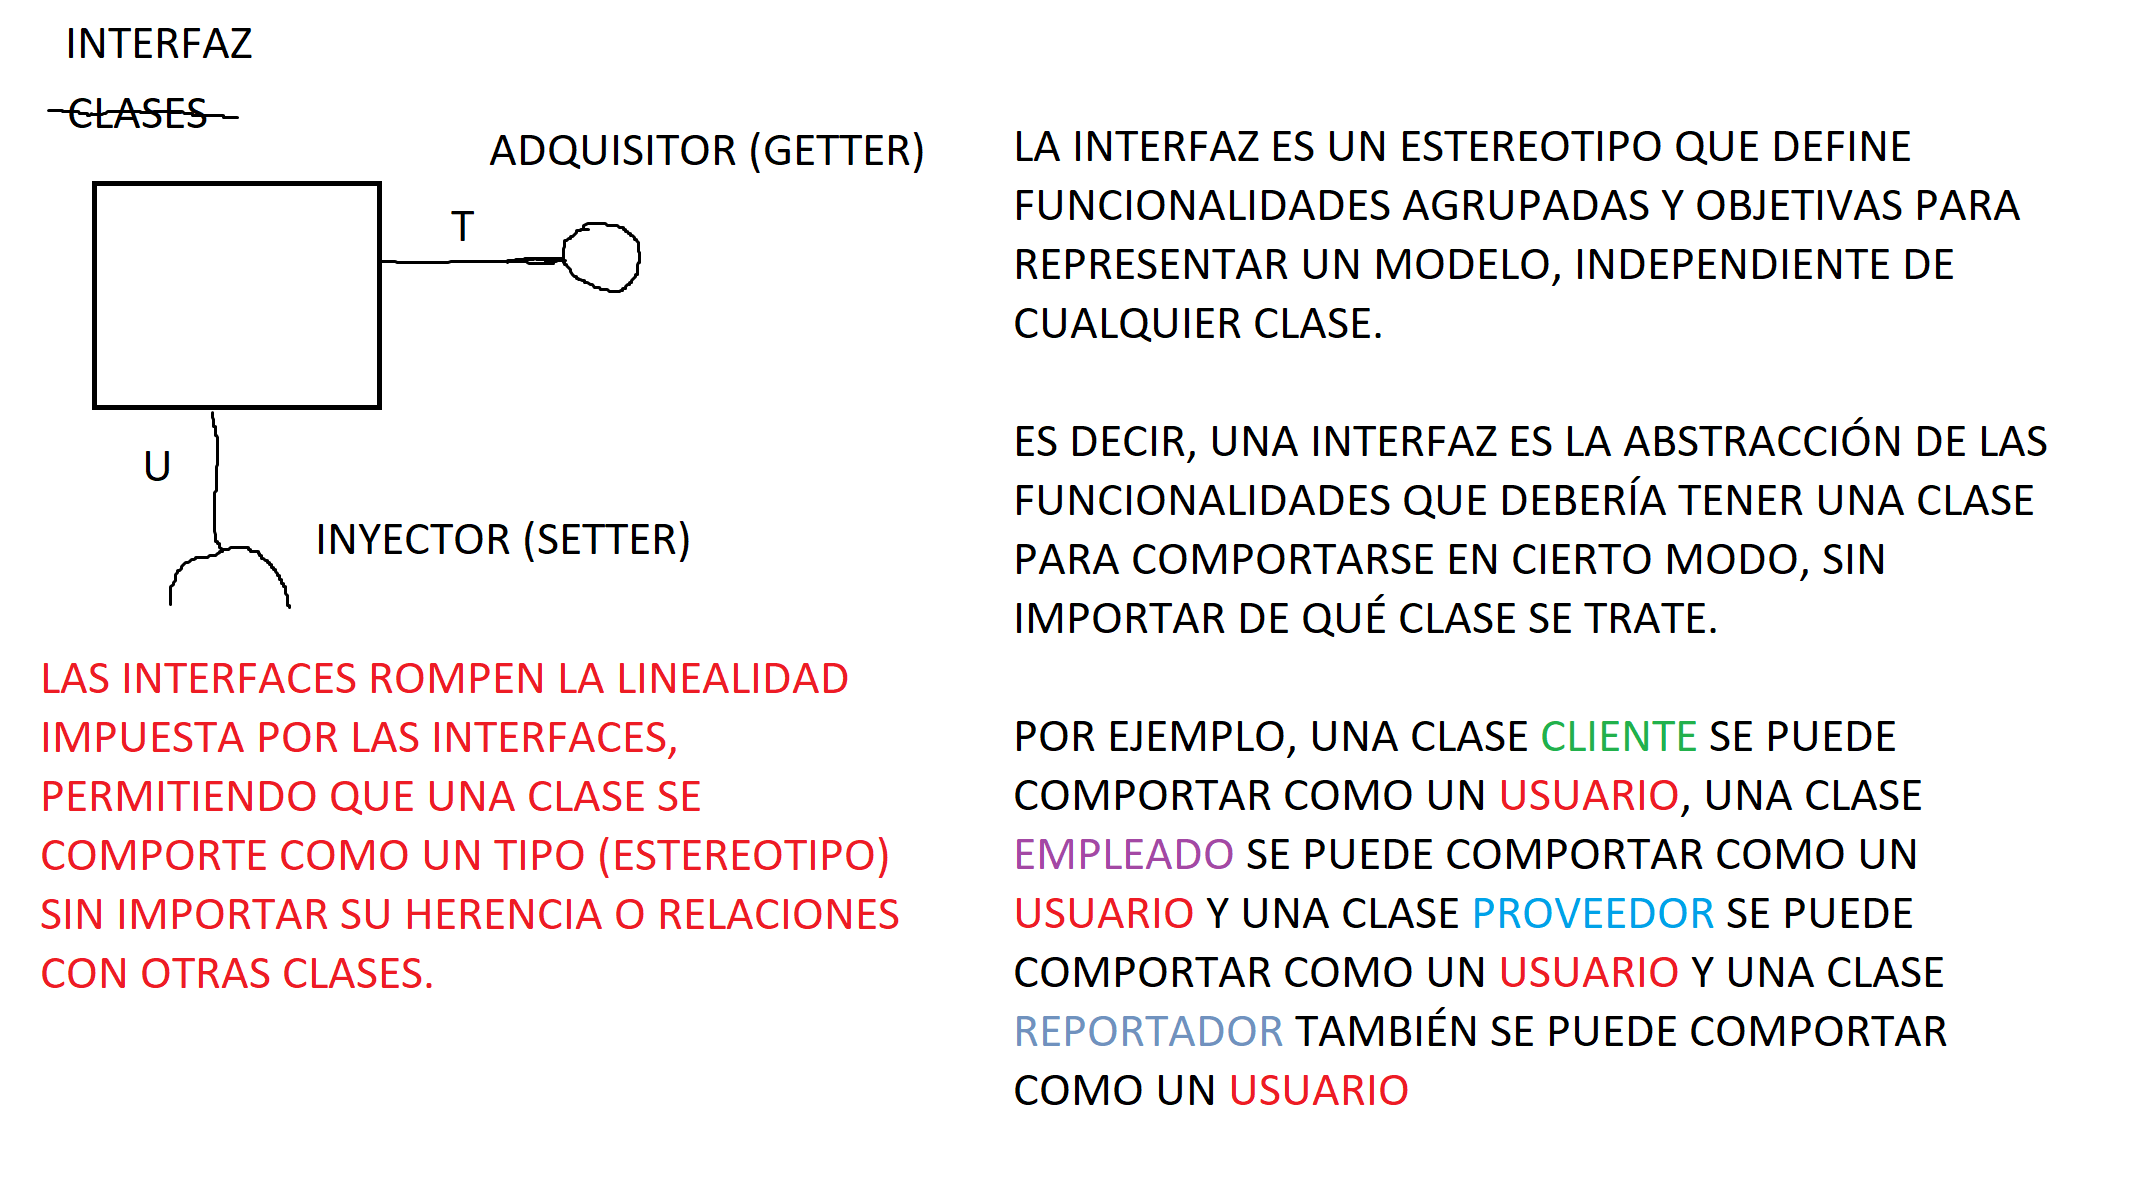 INTERFAZ
CLASES
ADQUISITOR (GETTER)
T
U
INYECTOR (SETTER)
LAS INTERFACES ROMPEN LA LINEALIDAD
IMPUESTA POR LAS INTERFACES,
PERMITIENDO QUE UNA CLASE SE
COMPORTE COMO UN TIPO (ESTEREOTIPO)
SIN IMPORTAR SU HERENCIA O RELACIONES
CON OTRAS CLASES.
LA INTERFAZ ES UN ESTEREOTIPO QUE DEFINE
FUNCIONALIDADES AGRUPADAS Y OBJETIVAS PARA
REPRESENTAR UN MODELO, INDEPENDIENTE DE
CUALQUIER CLASE.
ES DECIR, UNA INTERFAZ ES LA ABSTRACCIÓN DE LAS
FUNCIONALIDADES QUE DEBERÍA TENER UNA CLASE
PARA COMPORTARSE EN CIERTO MODO, SIN
IMPORTAR DE QUÉ CLASE SE TRATE.
POR EJEMPLO, UNA CLASE CLIENTE SE PUEDE
COMPORTAR COMO UN USUARIO, UNA CLASE
EMPLEADO SE PUEDE COMPORTAR COMO UN
USUARIO Y UNA CLASE PROVEEDOR SE PUEDE
COMPORTAR COMO UN USUARIO Y UNA CLASE
REPORTADOR TAMBIÉN SE PUEDE COMPORTAR
COMO UN USUARIO